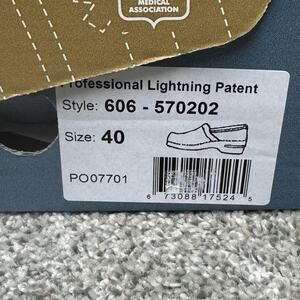 MEDICAL
ASSOCIATION
Professional Lightning Patent
Style: 606 - 570202
Size: 40
PO07701
6 73088 17524 5